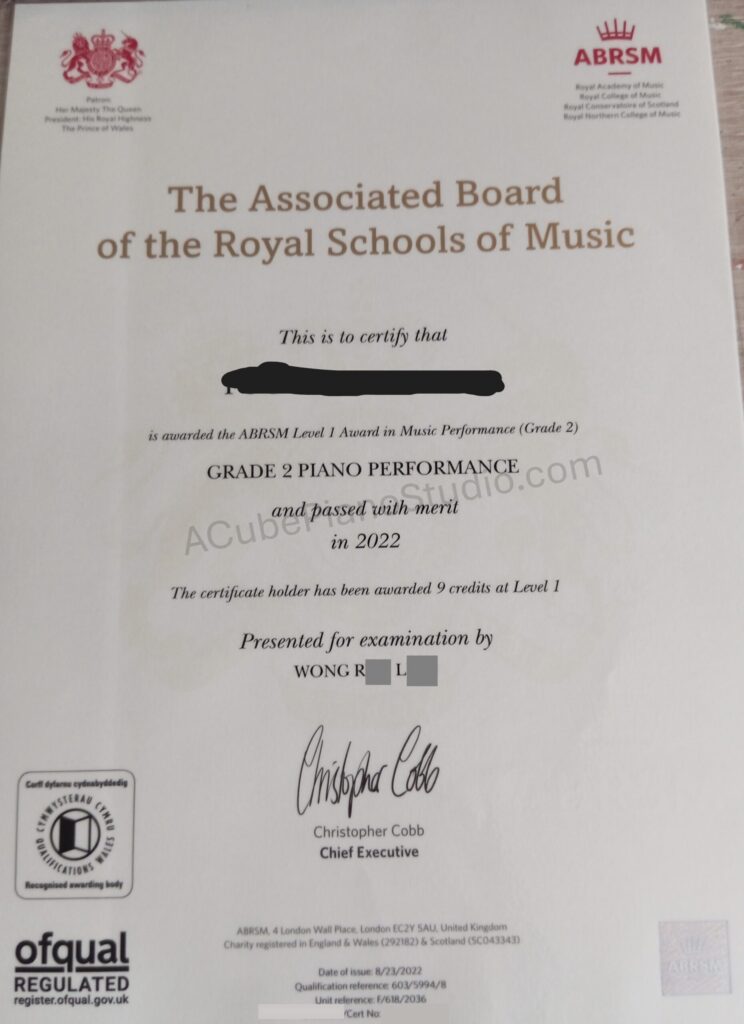 Patron:
Her Majesty The Queen
President: His Royal Highness
The Prince of Wales
ABRSM
Royal Academy of Music
Royal College of Music
Royal Conservatoire of Scotland
Royal Northern College of Music
The Associated Board
of the Royal Schools of Music
This is to certify that
is awarded the ABRSM Level 1 Award in Music Performance (Grade 2)
GRADE 2 PIANO PERFORMANCE
ACubePianoStudio.com
and passed with merit
in 2022
The certificate holder has been awarded 9 credits at Level 1
Presented for examination by
WONG R L
Christopher Cobb
Christopher Cobb
Chief Executive
Corff dyfarnu cydnabyddedig
CYMWYSTERAU CYMRU
QUALIFICATIONS WALES
Recognised awarding body
ofqual
REGULATED
register.ofqual.gov.uk
ABRSM, 4 London Wall Place, London EC2Y 5AU, United Kingdom
Charity registered in England & Wales (292182) & Scotland (SC043343)
Date of issue: 8/23/2022
Qualification reference: 603/5994/8
Unit reference: F/618/2036
/Cert No:
ABRSM